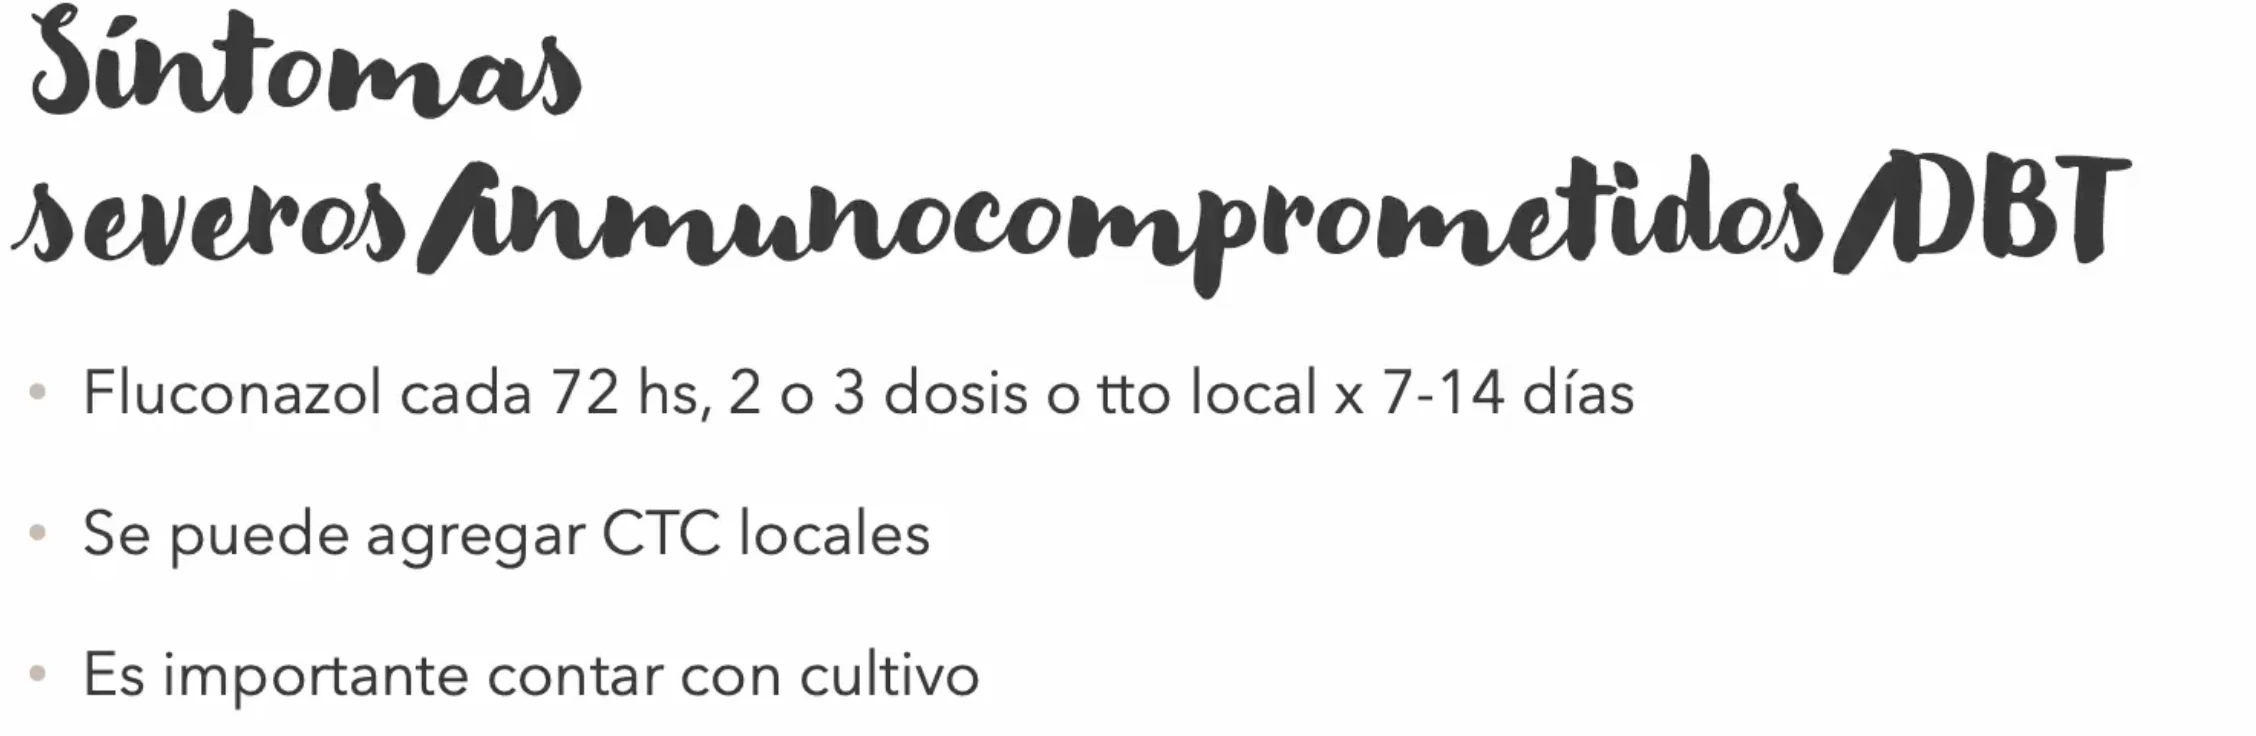 Síntomas
severos/inmunocomprometidos/DBT
• Fluconazol cada 72 hs, 2 o 3 dosis o tto local x 7-14 días
• Se puede agregar CTC locales
• Es importante contar con cultivo